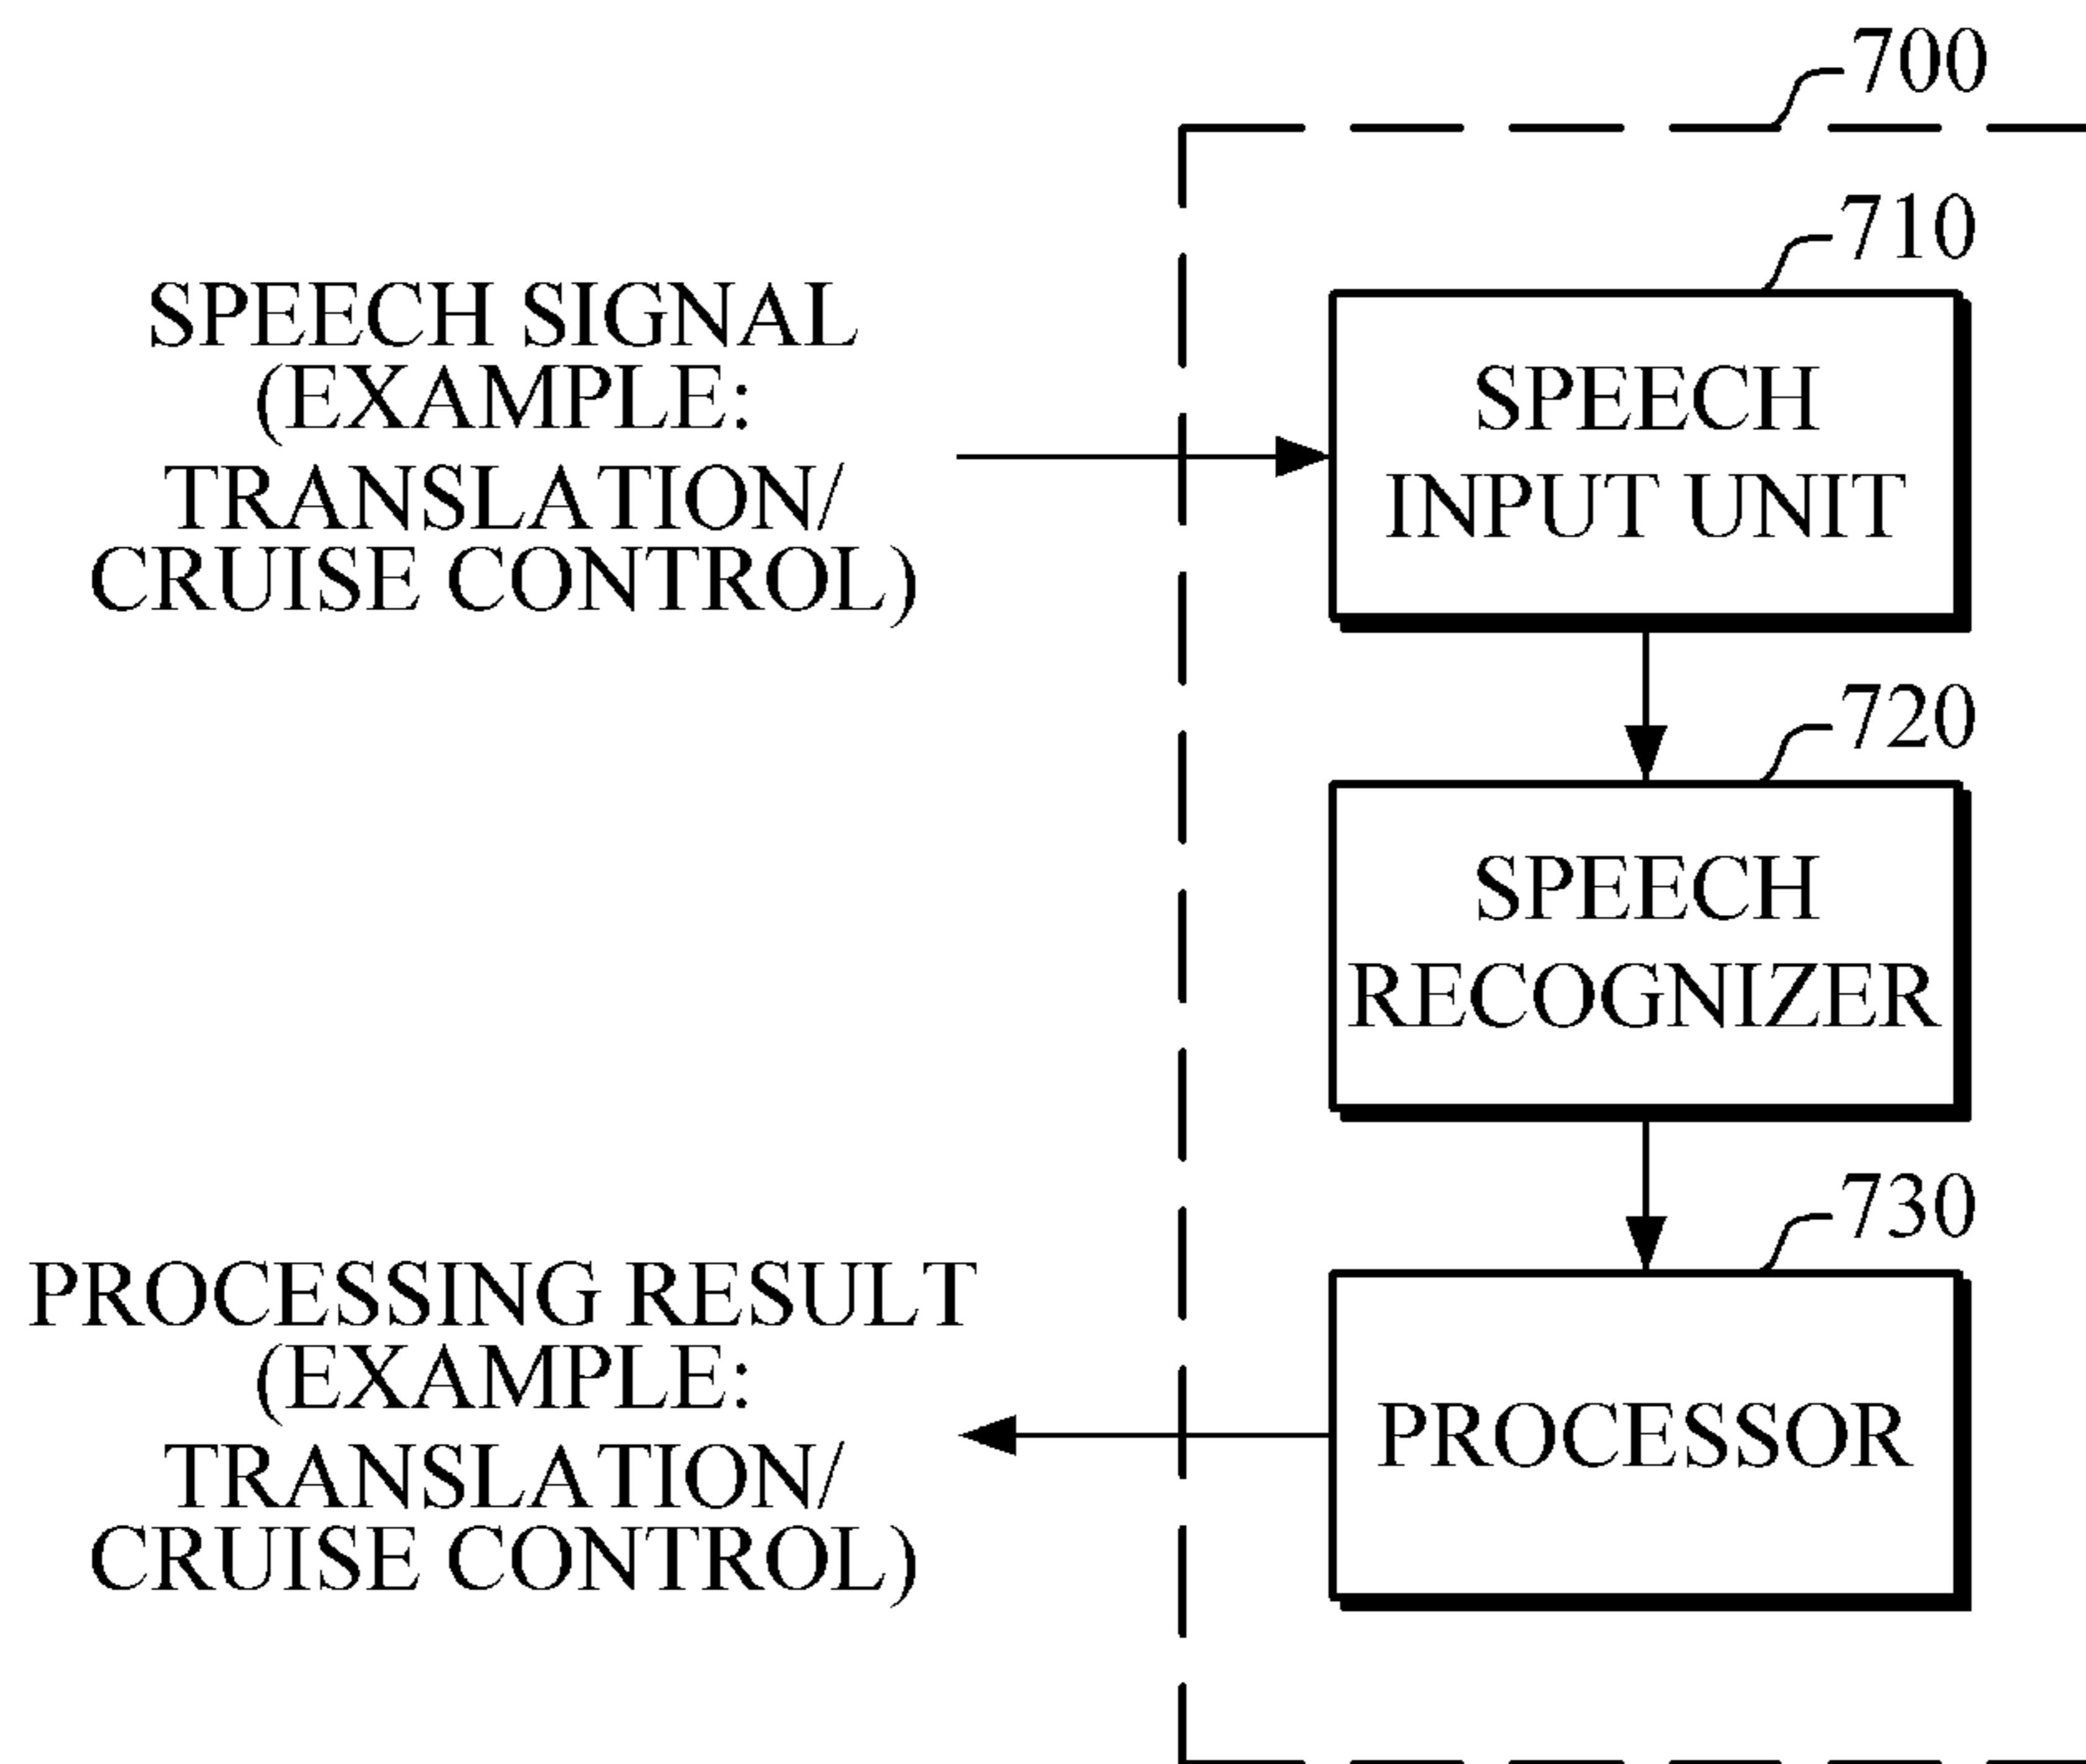 700
710
SPEECH SIGNAL
(EXAMPLE:
TRANSLATION/
CRUISE CONTROL)
SPEECH
INPUT UNIT
720
SPEECH
RECOGNIZER
730
PROCESSING RESULT
(EXAMPLE:
TRANSLATION/
CRUISE CONTROL)
PROCESSOR